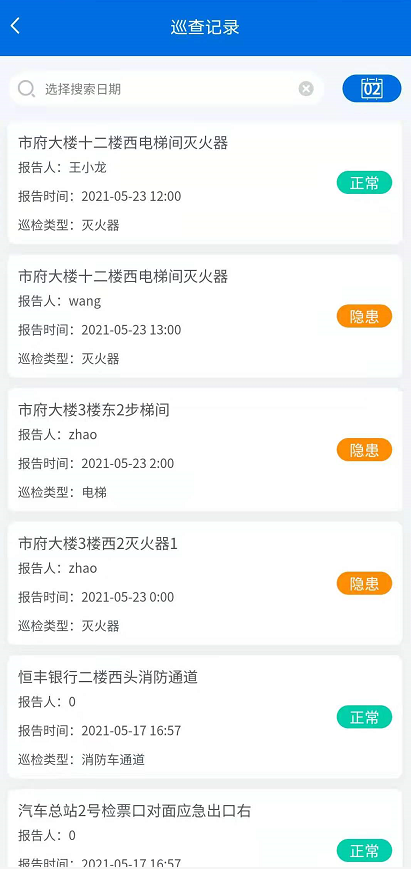 巡查记录
选择搜索日期
02
市府大楼十二楼西电梯间灭火器
报告人：王小龙
正常
报告时间：2021-05-23 12:00
巡检类型：灭火器
市府大楼十二楼西电梯间灭火器
报告人：wang
隐患
报告时间：2021-05-23 13:00
巡检类型：灭火器
市府大楼3楼东2步梯间
报告人：zhao
隐患
报告时间：2021-05-23 2:00
巡检类型：电梯
市府大楼3楼西2灭火器1
报告人：zhao
隐患
报告时间：2021-05-23 0:00
巡检类型：灭火器
恒丰银行二楼西头消防通道
报告人：0
正常
报告时间：2021-05-17 16:57
巡检类型：消防车通道
汽车总站2号检票口对面应急出口右
报告人：0
正常
报告时间：2021-05-17 16:57